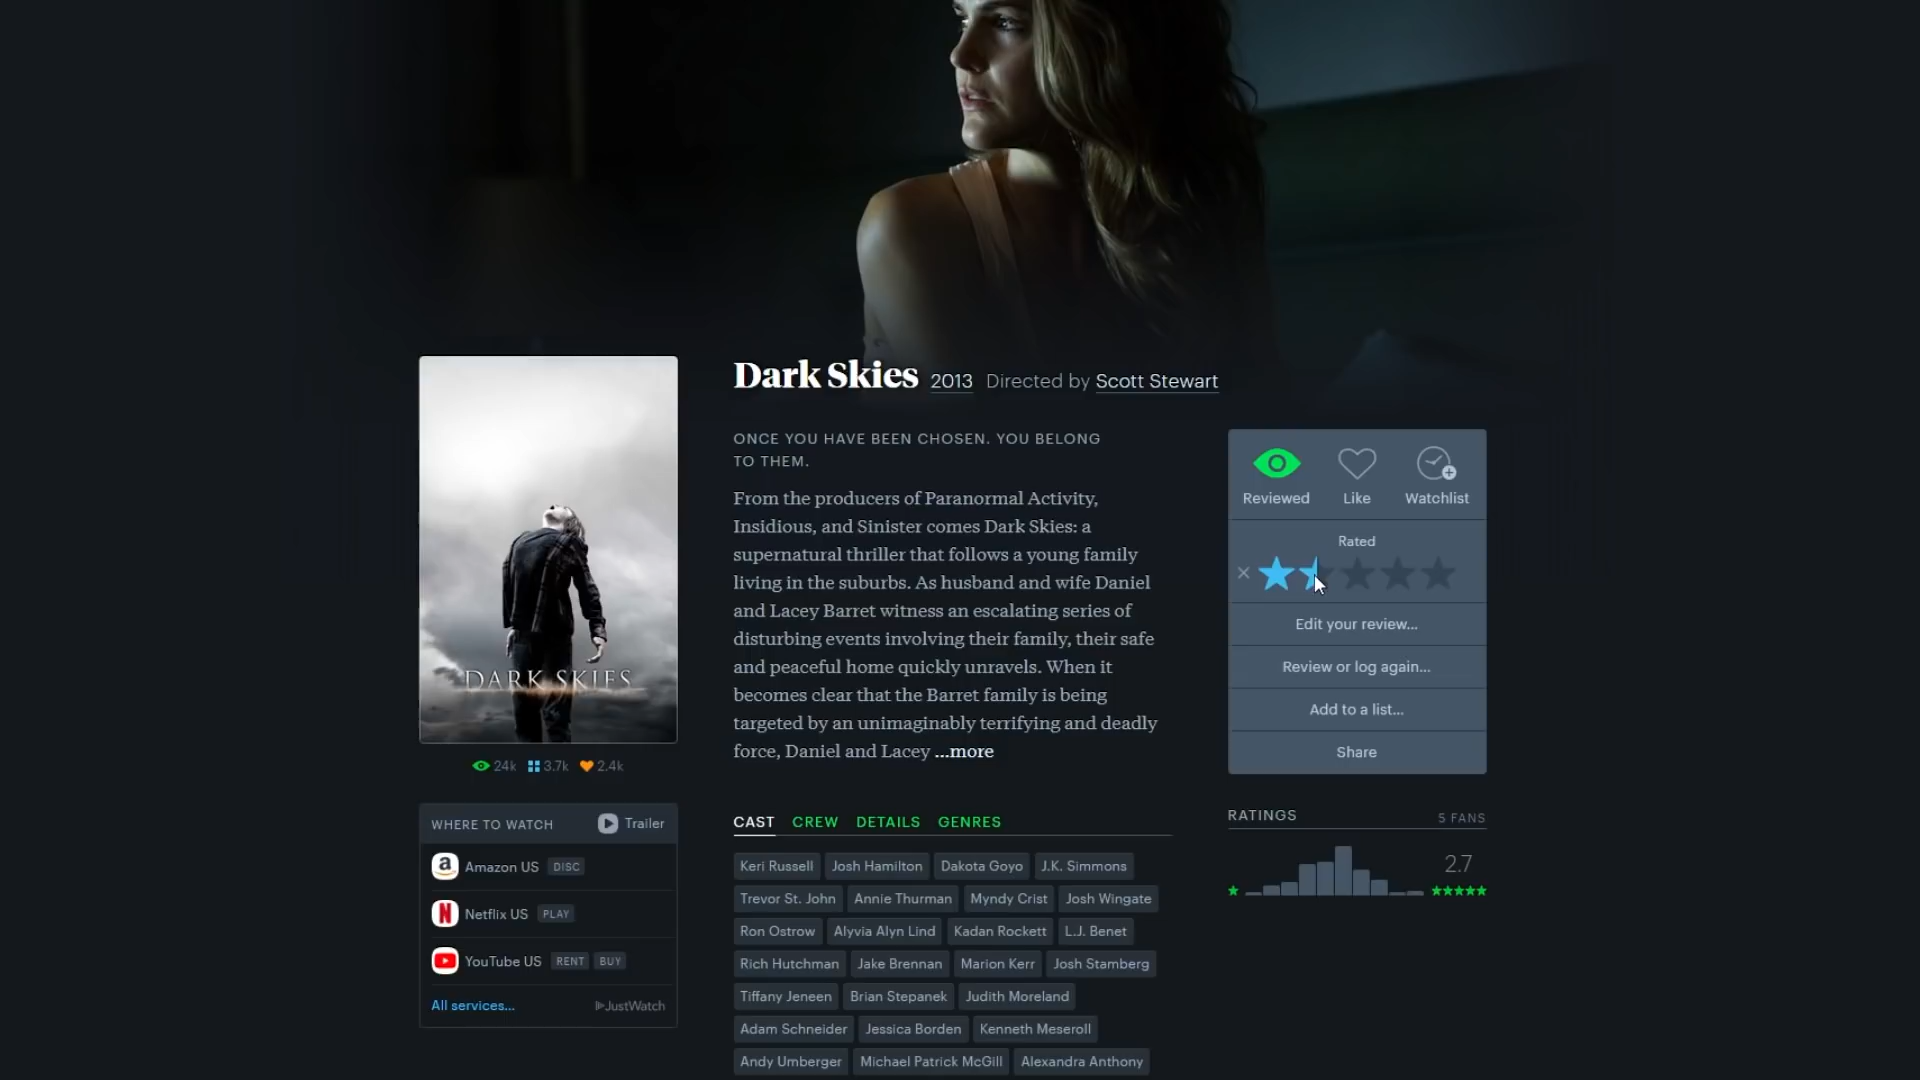 Dark Skies 2013 Directed by Scott Stewart
ONCE YOU HAVE BEEN CHOSEN. YOU BELONG
TO THEM.
From the producers of Paranormal Activity,
Insidious, and Sinister comes Dark Skies: a
supernatural thriller that follows a young family
living in the suburbs. As husband and wife Daniel
and Lacey Barret witness an escalating series of
disturbing events involving their family, their safe
and peaceful home quickly unravels. When it
becomes clear that the Barret family is being
targeted by an unimaginably terrifying and deadly
force, Daniel and Lacey ...more
DARK SKIES
24k 3.7k 2.4k
WHERE TO WATCH Trailer
Amazon US DISC
Netflix US PLAY
YouTube US RENT BUY
All services... JustWatch
CAST CREW DETAILS GENRES
Keri Russell Josh Hamilton Dakota Goyo J.K. Simmons
Trevor St. John Annie Thurman Myndy Crist Josh Wingate
Ron Ostrow Alyvia Alyn Lind Kadan Rockett L.J. Benet
Rich Hutchman Jake Brennan Marion Kerr Josh Stamberg
Tiffany Jeneen Brian Stepanek Judith Moreland
Adam Schneider Jessica Borden Kenneth Meseroll
Andy Umberger Michael Patrick McGill Alexandra Anthony
Reviewed Like Watchlist
Rated
Edit your review...
Review or log again...
Add to a list...
Share
RATINGS 5 FANS
2.7